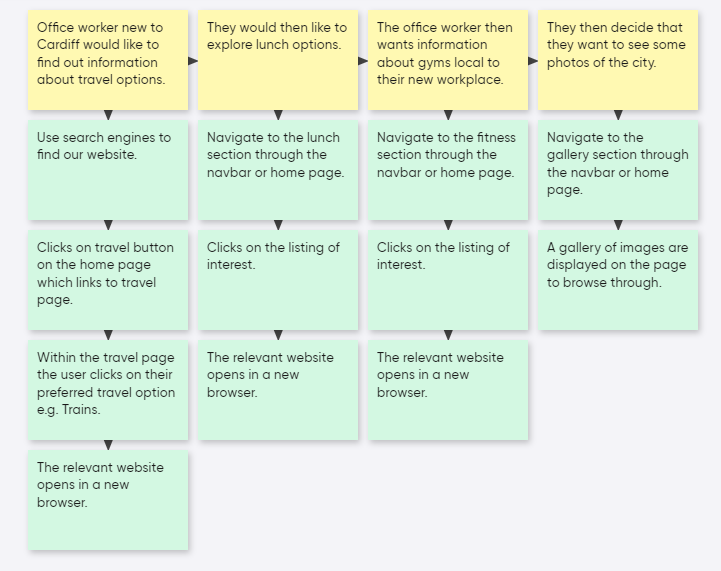 Office worker new to
Cardiff would like to
find out information
about travel options.
They would then like to
explore lunch options.
The office worker then
wants information
about gyms local to
their new workplace.
They then decide that
they want to see some
photos of the city.
Use search engines to
find our website.
Navigate to the lunch
section through the
navbar or home page.
Navigate to the fitness
section through the
navbar or home page.
Navigate to the
gallery section through
the navbar or home
page.
Clicks on travel button
on the home page
which links to travel
page.
Clicks on the listing of
interest.
Clicks on the listing of
interest.
A gallery of images are
displayed on the page
to browse through.
Within the travel page
the user clicks on their
preferred travel option
e.g. Trains.
The relevant website
opens in a new
browser.
The relevant website
opens in a new
browser.
The relevant website
opens in a new
browser.